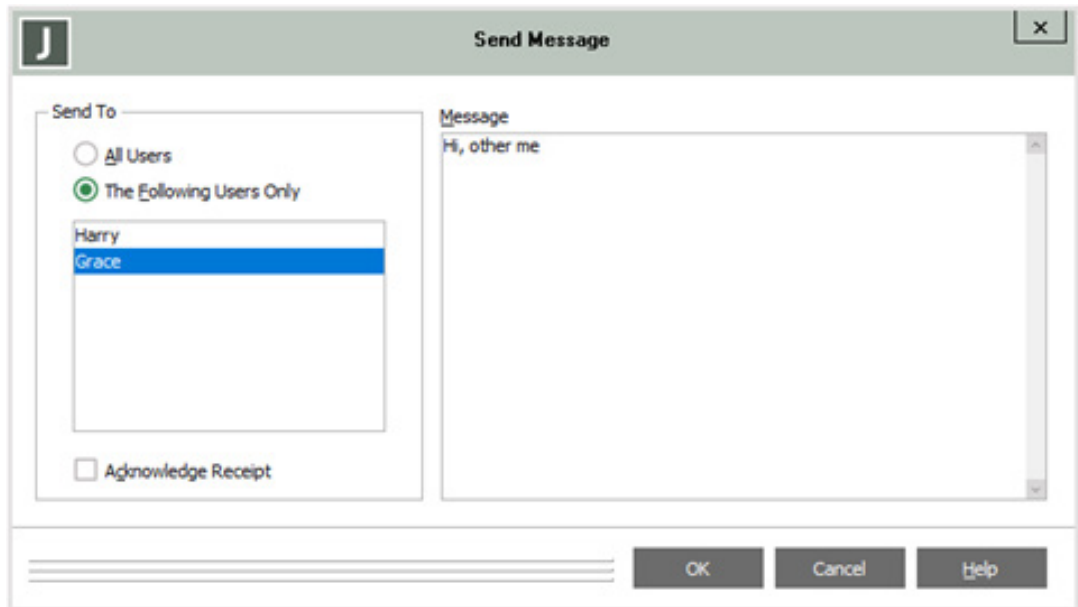 J
Send Message
x
Send To
All Users
The Following Users Only
Harry
Grace
Acknowledge Receipt
Message
Hi, other me
OK
Cancel
Help